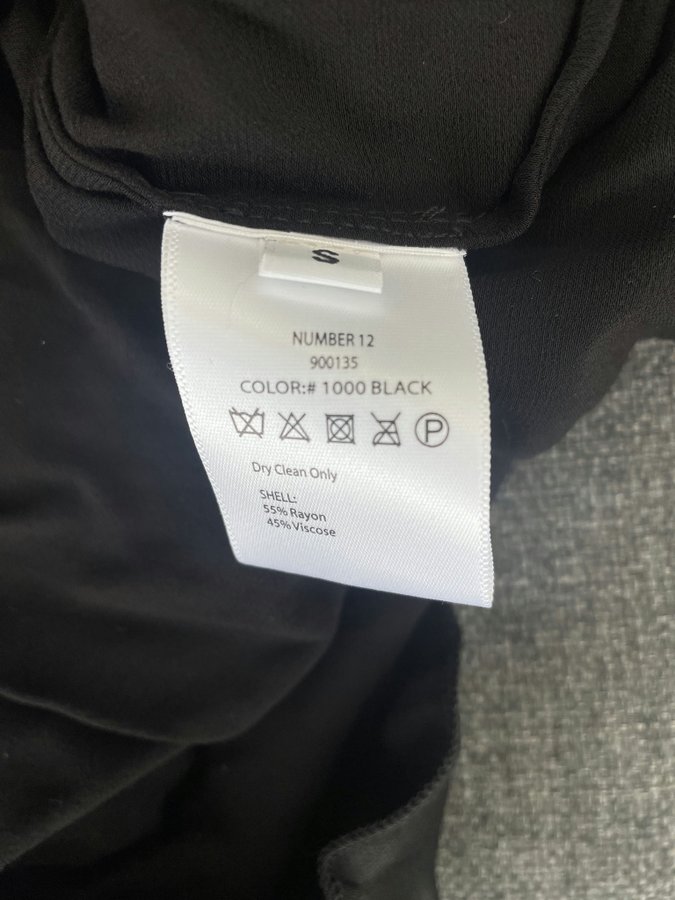 S
NUMBER 12
900135
COLOR:# 1000 BLACK
P
Dry Clean Only
SHELL:
55% Rayon
45% Viscose